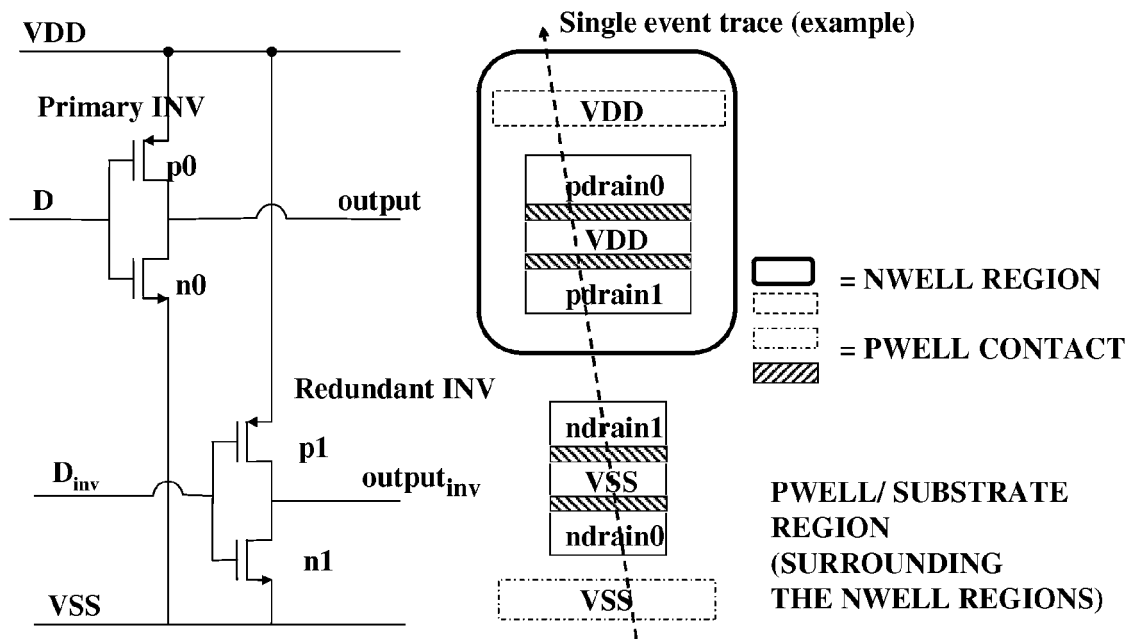 VDD
Primary INV
p0
D
output
n0
Redundant INV
p1
D_inv
output_inv
n1
VSS
Single event trace (example)
VDD
pdrain0
VDD
pdrain1
ndrain1
VSS
ndrain0
VSS
= NWELL REGION
= PWELL CONTACT
PWELL/ SUBSTRATE
REGION
(SURROUNDING
THE NWELL REGIONS)